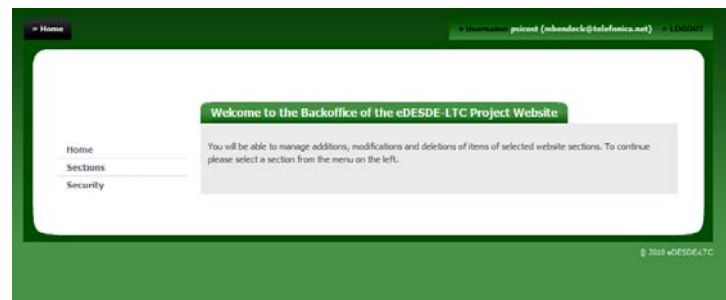 » Home
» Username: psicost (mbendeck@telefonica.net) » LOGOUT
Welcome to the Backoffice of the eDESDE-LTC Project Website
Home
Sections
Security
You will be able to manage additions, modifications and deletions of items of selected website sections. To continue
please select a section from the menu on the left.
© 2010 eDESDE-LTC